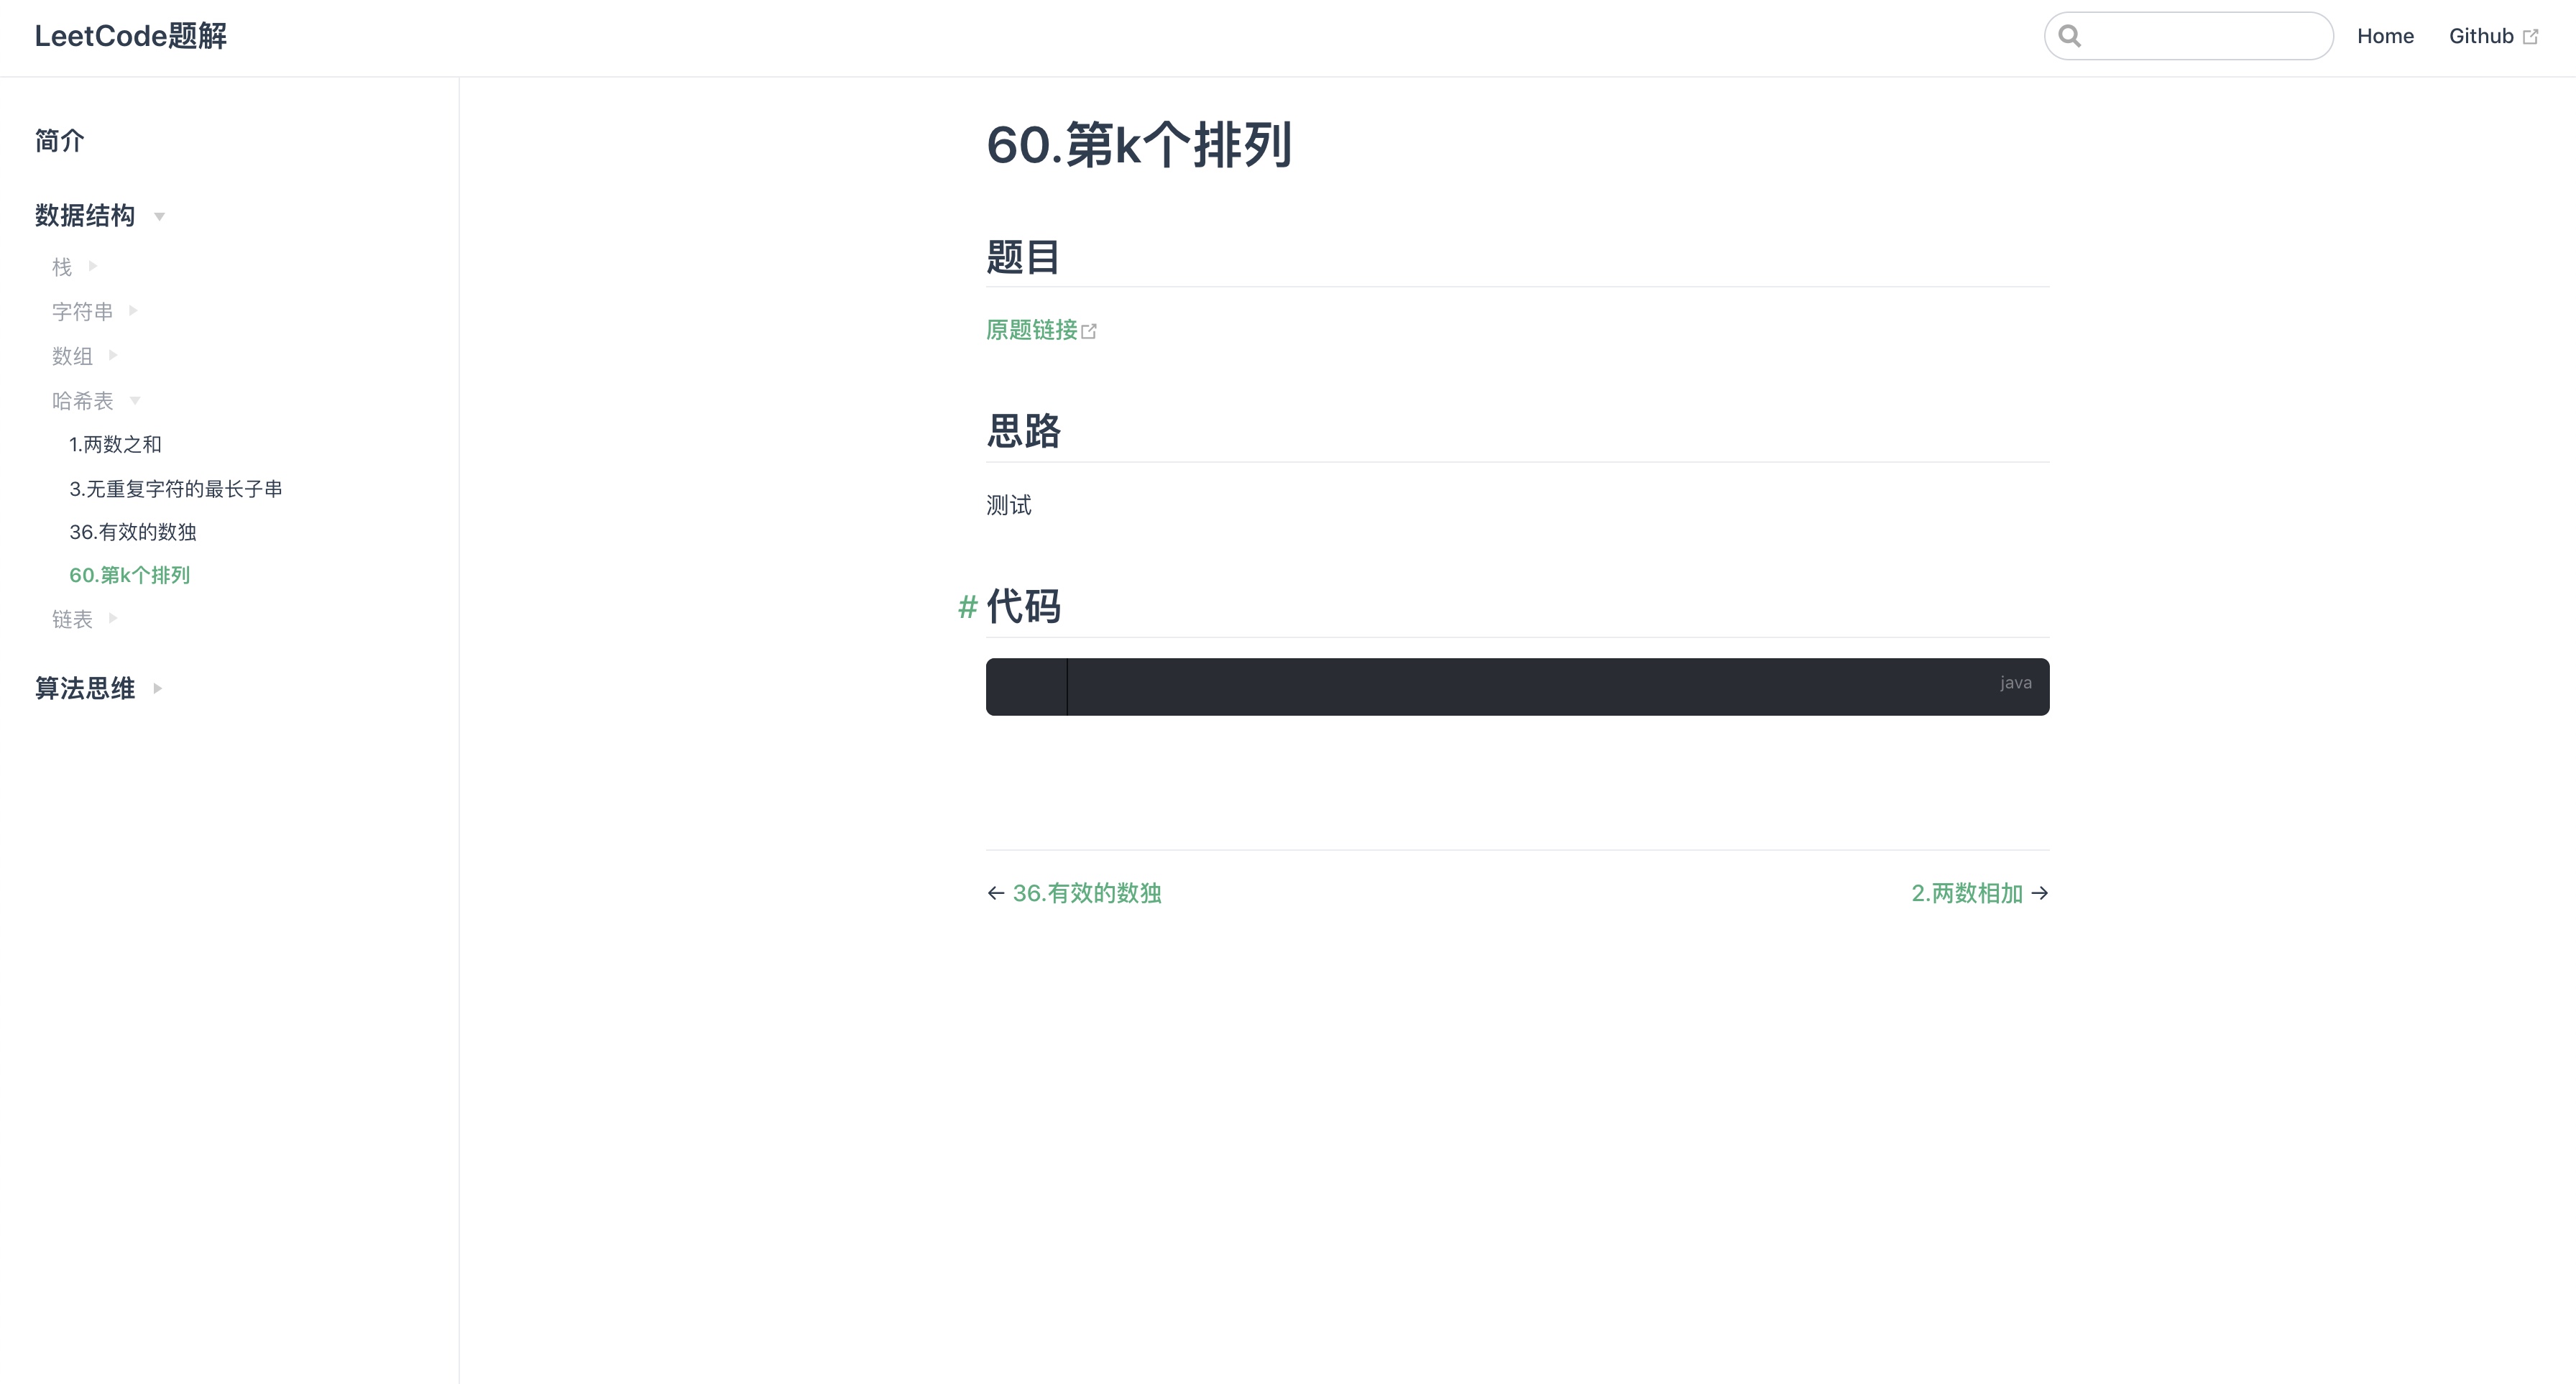 LeetCode题解
Home
Github
简介
数据结构
栈
字符串
数组
哈希表
1.两数之和
3.无重复字符的最长子串
36.有效的数独
60.第k个排列
链表
算法思维
60.第k个排列
题目
原题链接
思路
测试
# 代码
java
← 36.有效的数独
2.两数相加 →